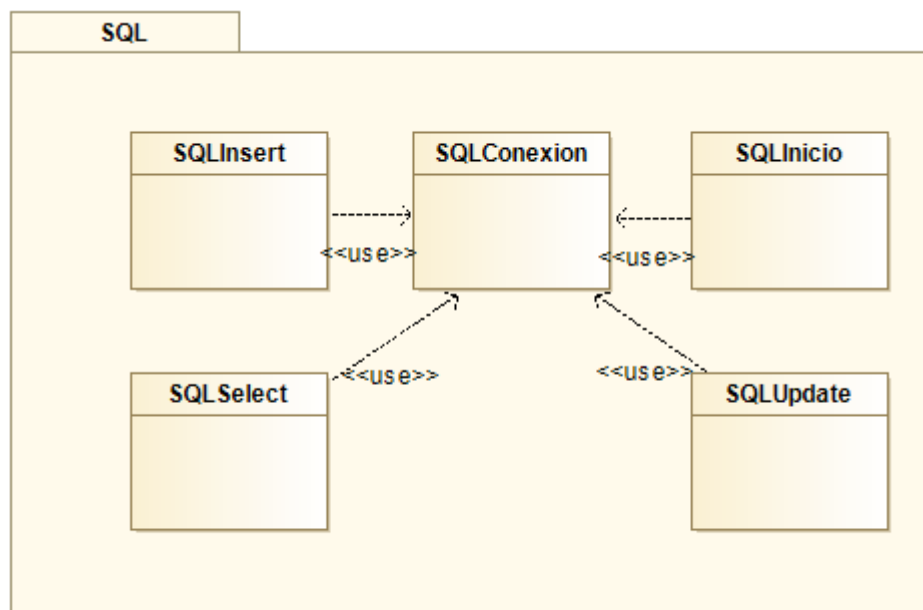 SQL
SQLInsert
SQLConexion
SQLInicio
<<use>>
<<use>>
<<use>>
<<use>>
SQLSelect
SQLUpdate